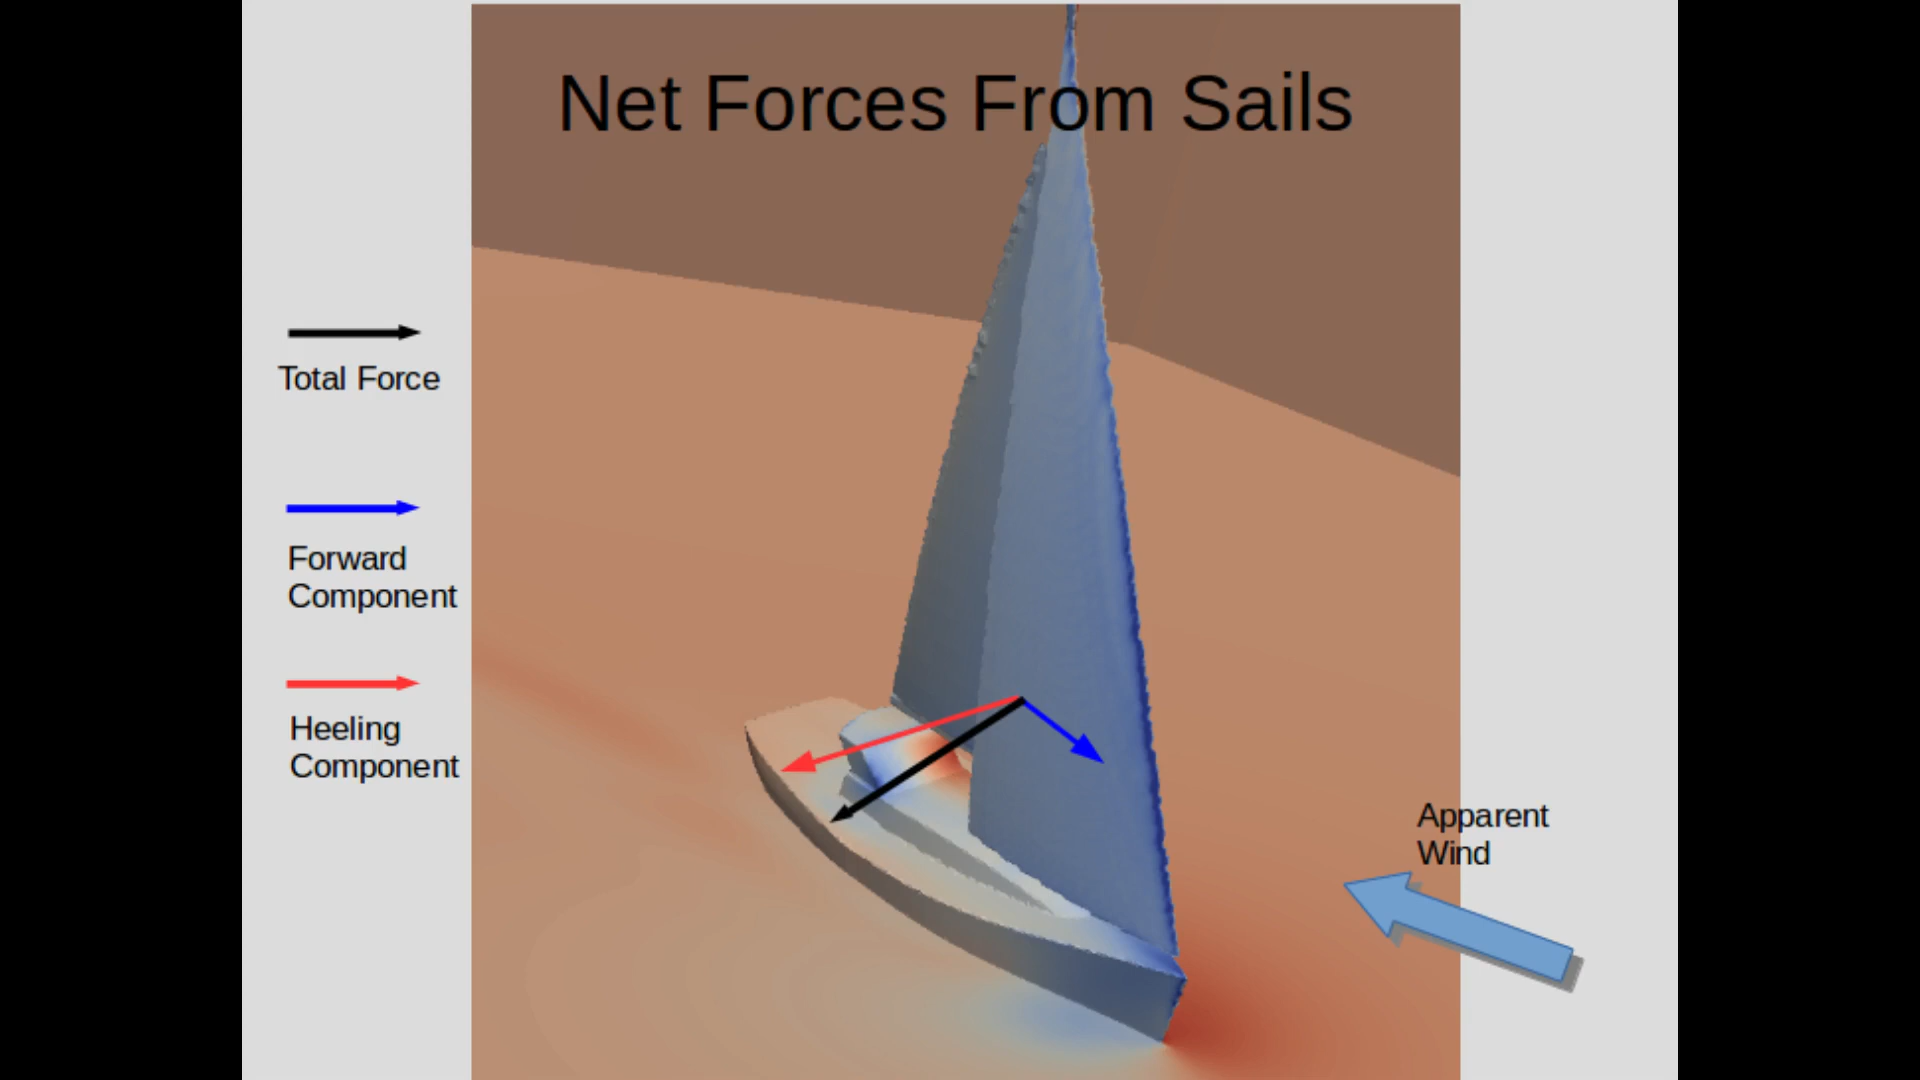 Net Forces From Sails
Total Force
Forward
Component
Heeling
Component
Apparent
Wind